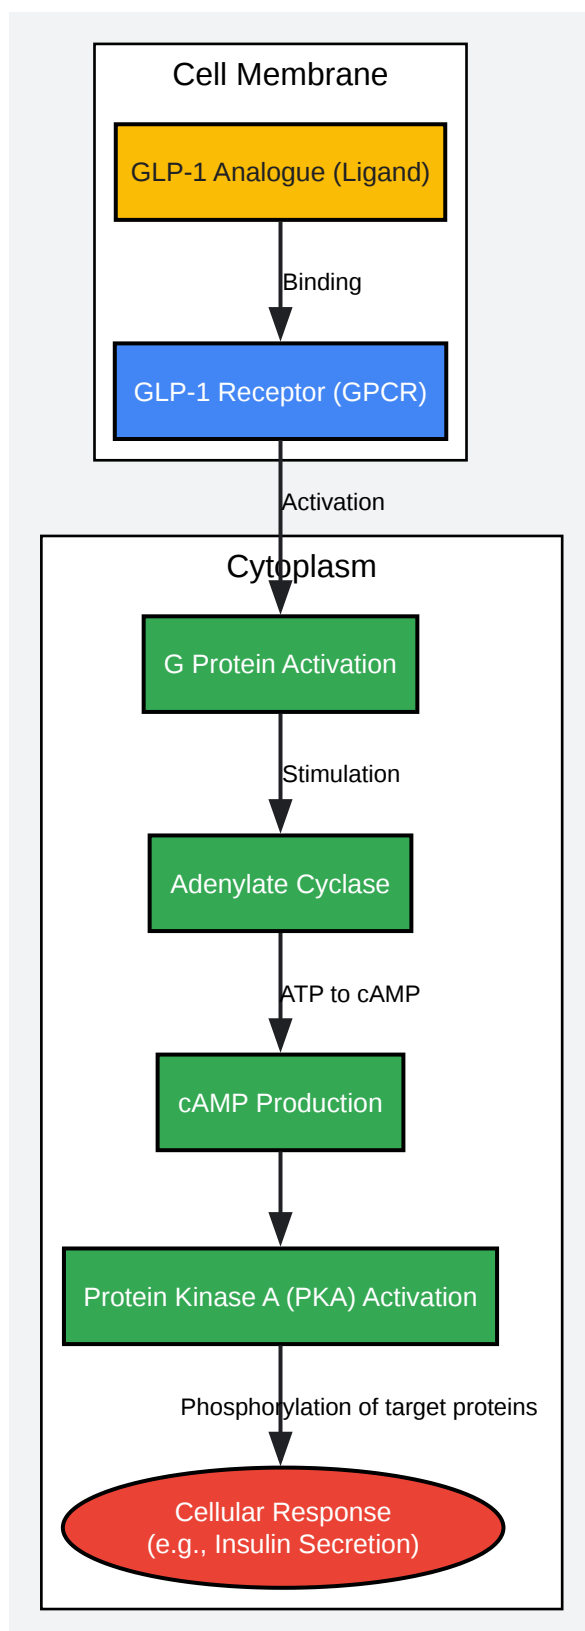 Cell Membrane
GLP-1 Analogue (Ligand)
Binding
GLP-1 Receptor (GPCR)
Activation
Cytoplasm
G Protein Activation
Stimulation
Adenylate Cyclase
ATP to cAMP
cAMP Production
Protein Kinase A (PKA) Activation
Phosphorylation of target proteins
Cellular Response
(e.g., Insulin Secretion)